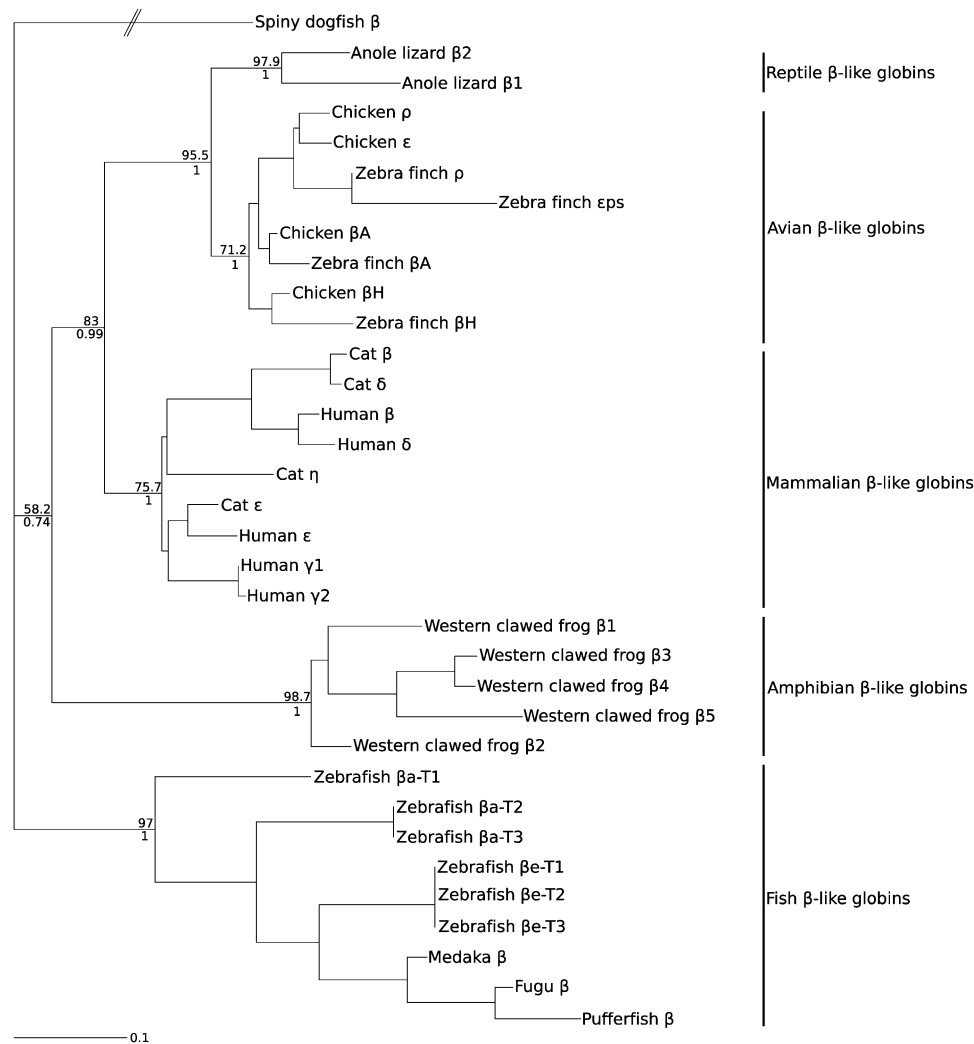 Spiny dogfish β
Anole lizard β2
97.9
1
Anole lizard β1
Reptile β-like globins
Chicken ρ
Chicken ε
95.5
1
Zebra finch ρ
Zebra finch εps
Avian β-like globins
Chicken βA
71.2
1
Zebra finch βA
Chicken βH
Zebra finch βH
83
0.99
Cat β
Cat δ
Human β
Human δ
Cat η
Mammalian β-like globins
75.7
1
Cat ε
58.2
0.74
Human ε
Human γ1
Human γ2
Western clawed frog β1
Western clawed frog β3
Western clawed frog β4
Amphibian β-like globins
98.7
1
Western clawed frog β5
Western clawed frog β2
Zebrafish βa-T1
Zebrafish βa-T2
97
1
Zebrafish βa-T3
Zebrafish βe-T1
Zebrafish βe-T2
Fish β-like globins
Zebrafish βe-T3
Medaka β
Fugu β
Pufferfish β
0.1